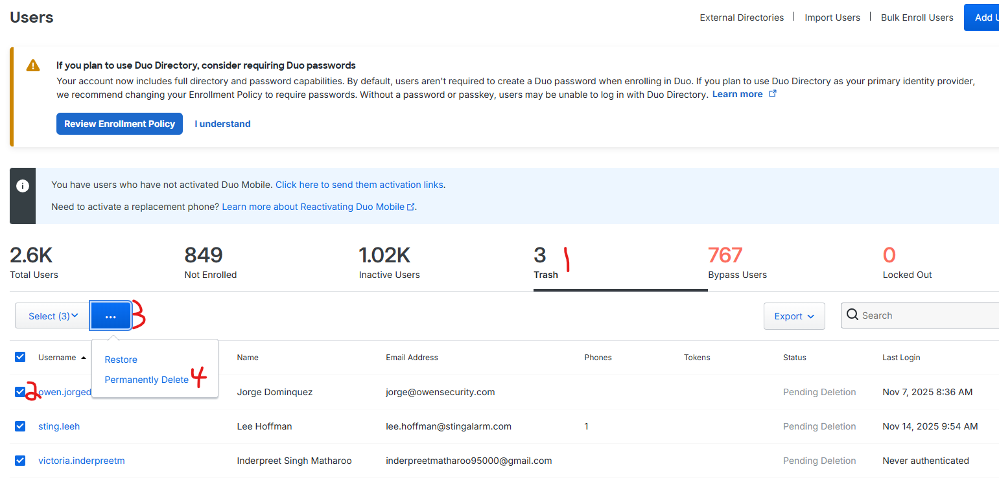 Users
External Directories | Import Users | Bulk Enroll Users Add U
If you plan to use Duo Directory, consider requiring Duo passwords
Your account now includes full directory and password capabilities. By default, users aren't required to create a Duo password when enrolling in Duo. If you plan to use Duo Directory as your primary identity provider,
we recommend changing your Enrollment Policy to require passwords. Without a password or passkey, users may be unable to log in with Duo Directory. Learn more
Review Enrollment Policy I understand
You have users who have not activated Duo Mobile. Click here to send them activation links.
Need to activate a replacement phone? Learn more about Reactivating Duo Mobile.
2.6K 849 1.02K 3 1 767 0
Total Users Not Enrolled Inactive Users Trash Bypass Users Locked Out
Select (3) ... 3 Export Search
Username Name Email Address Phones Tokens Status Last Login
Restore
Permanently Delete 4
2 owen.jorged Jorge Dominquez jorge@owensecurity.com Pending Deletion Nov 7, 2025 8:36 AM
sting.leeh Lee Hoffman lee.hoffman@stingalarm.com 1 Pending Deletion Nov 14, 2025 9:54 AM
victoria.inderpreetm Inderpreet Singh Matharoo inderpreetmatharoo95000@gmail.com Pending Deletion Never authenticated